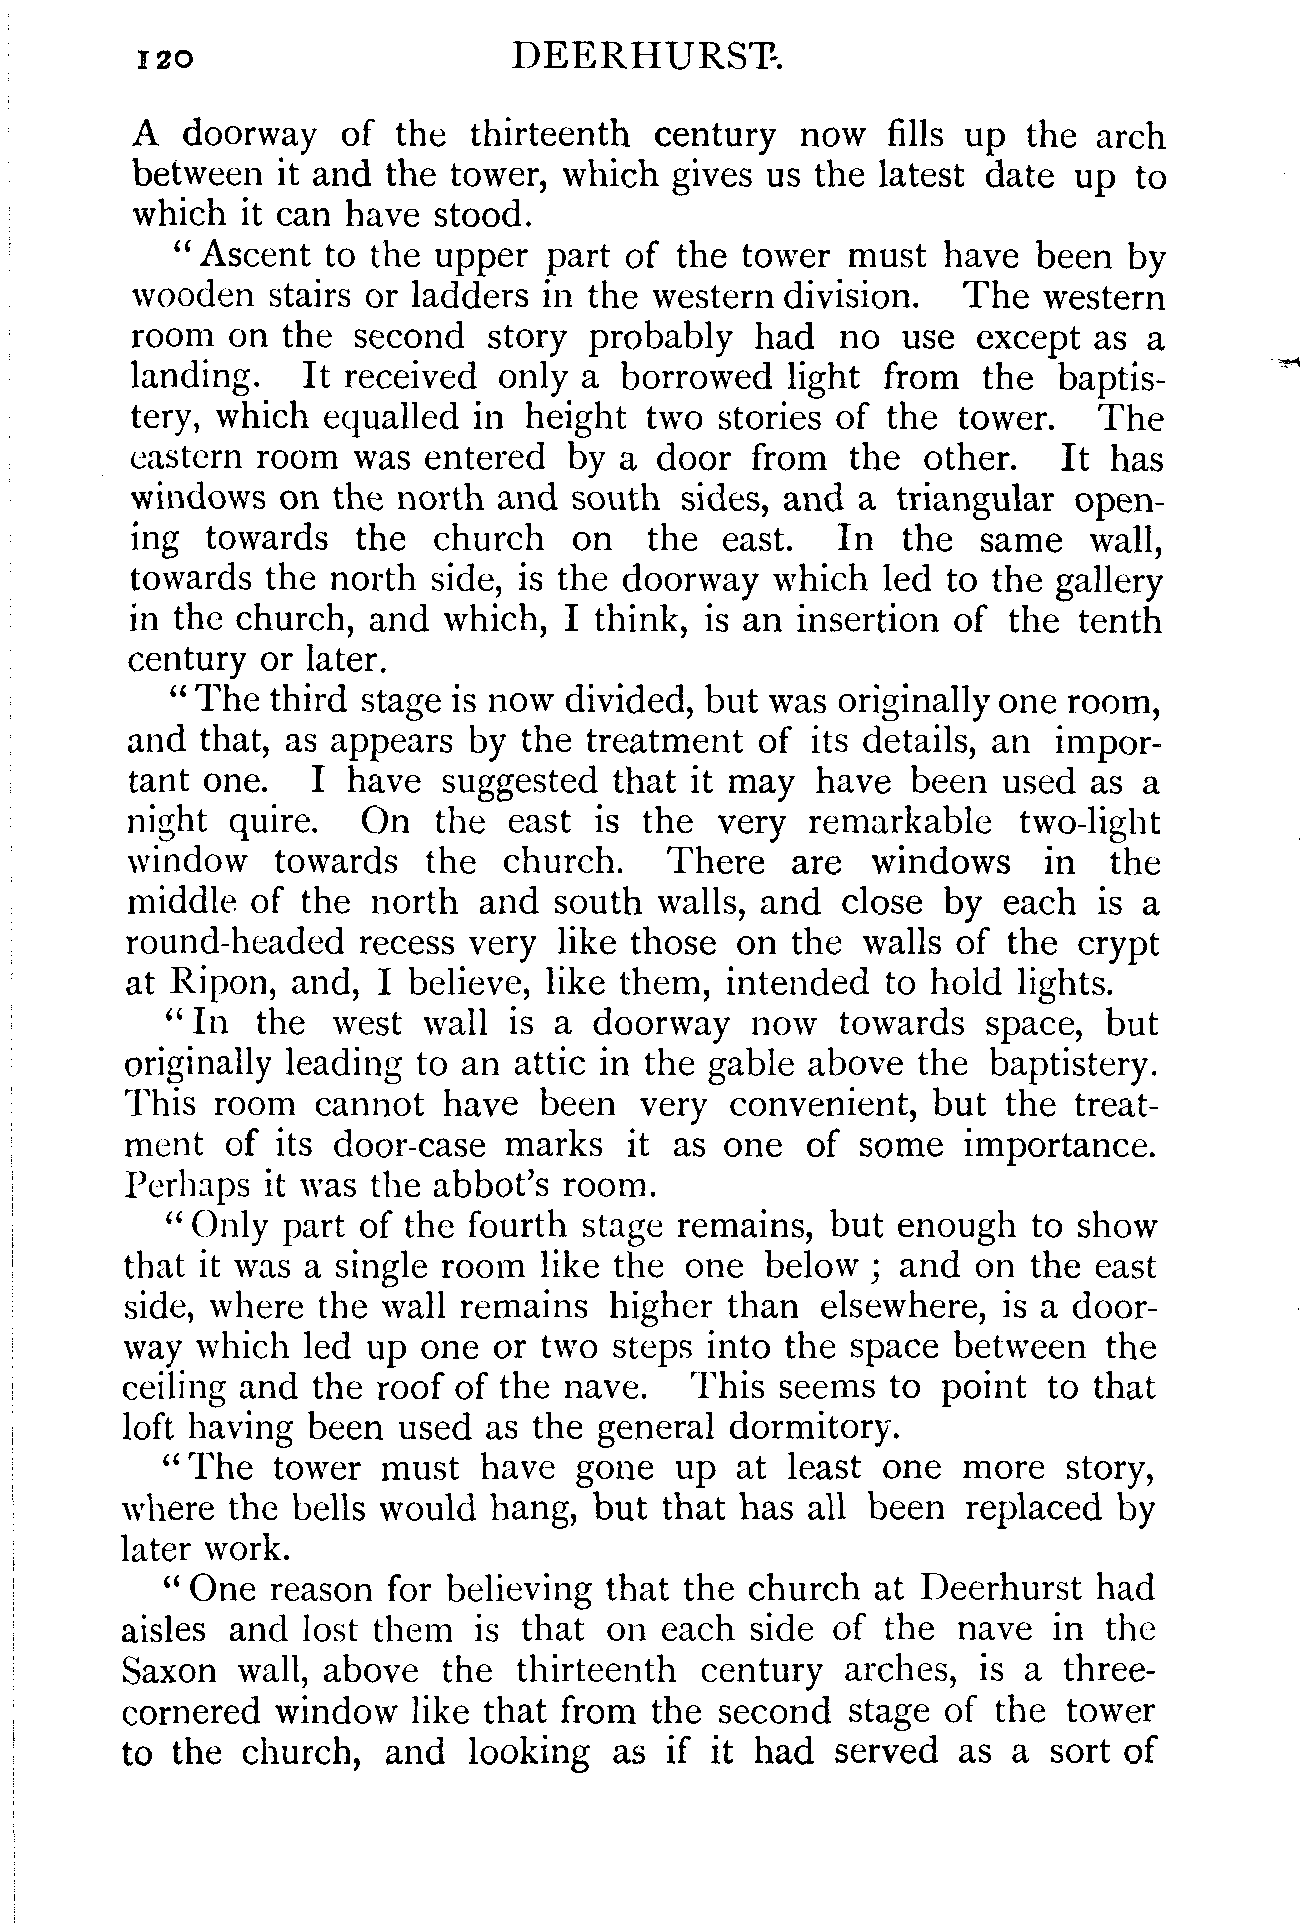 120 DEERHURST.
A doorway of the thirteenth century now fills up the arch
between it and the tower, which gives us the latest date up to
which it can have stood.
“Ascent to the upper part of the tower must have been by
wooden stairs or ladders in the western division. The western
room on the second story probably had no use except as a
landing. It received only a borrowed light from the baptis-
tery, which equalled in height two stories of the tower. The
eastern room was entered by a door from the other. It has
windows on the north and south sides, and a triangular open-
ing towards the church on the east. In the same wall,
towards the north side, is the doorway which led to the gallery
in the church, and which, I think, is an insertion of the tenth
century or later.
“The third stage is now divided, but was originally one room,
and that, as appears by the treatment of its details, an impor-
tant one. I have suggested that it may have been used as a
night quire. On the east is the very remarkable two-light
window towards the church. There are windows in the
middle of the north and south walls, and close by each is a
round-headed recess very like those on the walls of the crypt
at Ripon, and, I believe, like them, intended to hold lights.
“In the west wall is a doorway now towards space, but
originally leading to an attic in the gable above the baptistery.
This room cannot have been very convenient, but the treat-
ment of its door-case marks it as one of some importance.
Perhaps it was the abbot's room.
“Only part of the fourth stage remains, but enough to show
that it was a single room like the one below; and on the east
side, where the wall remains higher than elsewhere, is a door-
way which led up one or two steps into the space between the
ceiling and the roof of the nave. This seems to point to that
loft having been used as the general dormitory.
“The tower must have gone up at least one more story,
where the bells would hang, but that has all been replaced by
later work.
“One reason for believing that the church at Deerhurst had
aisles and lost them is that on each side of the nave in the
Saxon wall, above the thirteenth century arches, is a three-
cornered window like that from the second stage of the tower
to the church, and looking as if it had served as a sort of